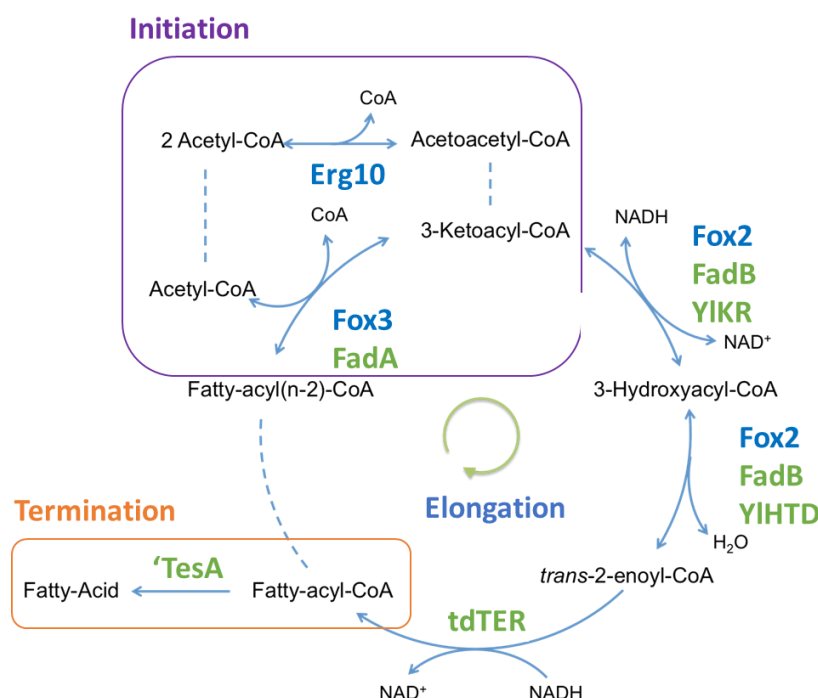 Initiation
CoA
2 Acetyl-CoA
Acetoacetyl-CoA
Erg10
CoA
3-Ketoacyl-CoA
NADH
Fox2
FadB
YlKR
Acetyl-CoA
Fox3
FadA
NAD⁺
Fatty-acyl(n-2)-CoA
3-Hydroxyacyl-CoA
Fox2
FadB
YlHTD
Elongation
Termination
H₂O
‘TesA
Fatty-Acid
Fatty-acyl-CoA
trans-2-enoyl-CoA
tdTER
NAD⁺
NADH